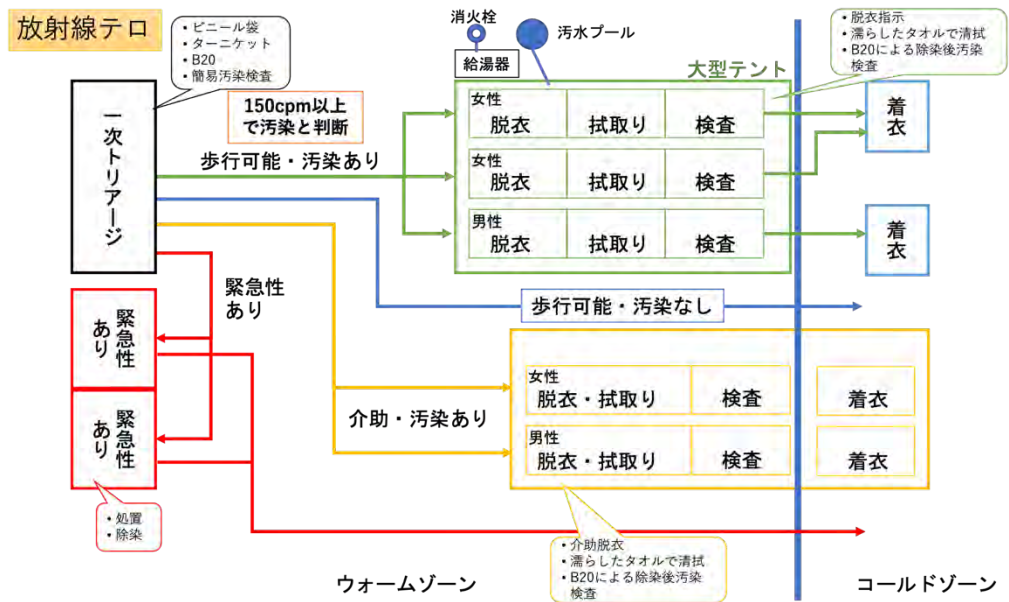 放射線テロ
• ビニール袋
• ターニケット
• B20
• 簡易汚染検査
消火栓
給湯器
汚水プール
• 脱衣指示
• 濡らしたタオルで清拭
• B20による除染後汚染
検査
大型テント
一次トリアージ
150cpm以上
で汚染と判断
歩行可能・汚染あり
女性
脱衣 拭取り 検査
女性
脱衣 拭取り 検査
男性
脱衣 拭取り 検査
着衣
着衣
緊急性
あり
歩行可能・汚染なし
緊急性
あり
緊急性
あり
介助・汚染あり
女性
脱衣・拭取り 検査 着衣
男性
脱衣・拭取り 検査 着衣
• 処置
• 除染
• 介助脱衣
• 濡らしたタオルで清拭
• B20による除染後汚染
検査
ウォームゾーン
コールドゾーン